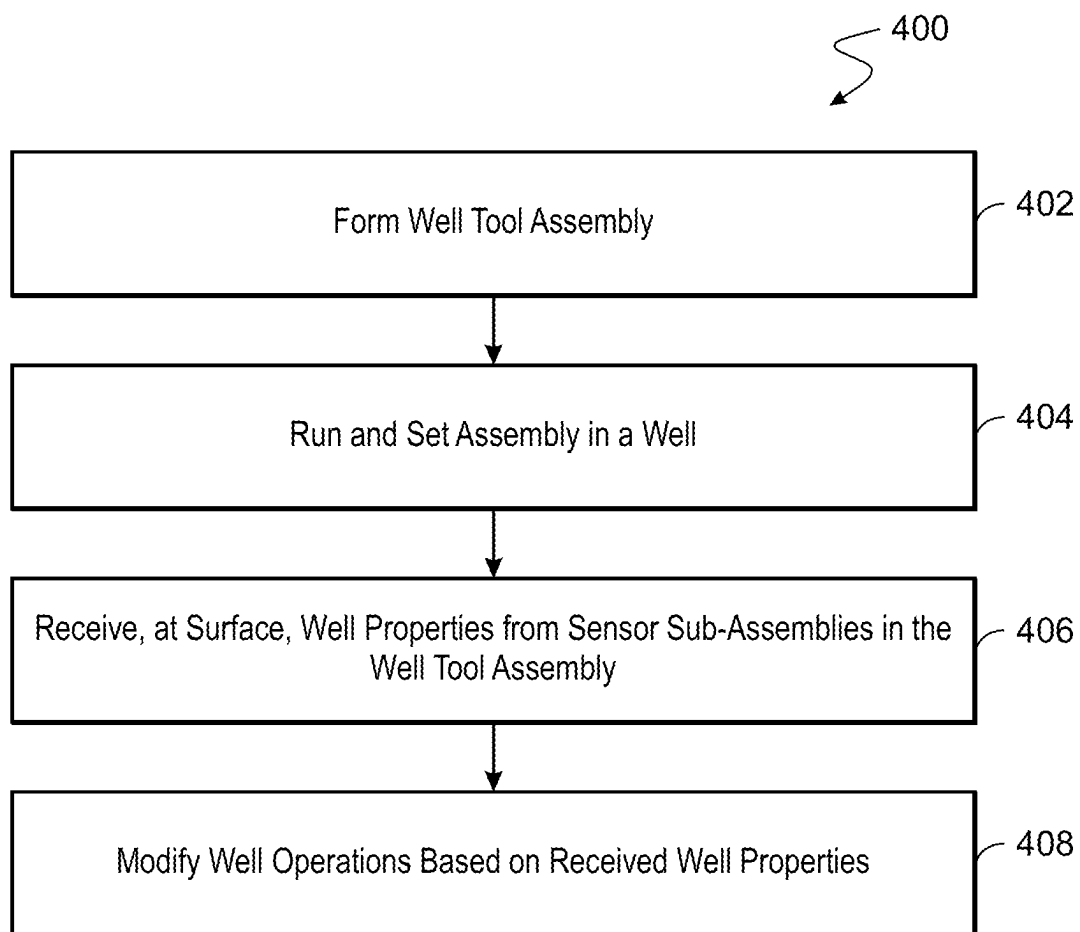 400
Form Well Tool Assembly
402
Run and Set Assembly in a Well
404
Receive, at Surface, Well Properties from Sensor Sub-Assemblies in the
Well Tool Assembly
406
Modify Well Operations Based on Received Well Properties
408